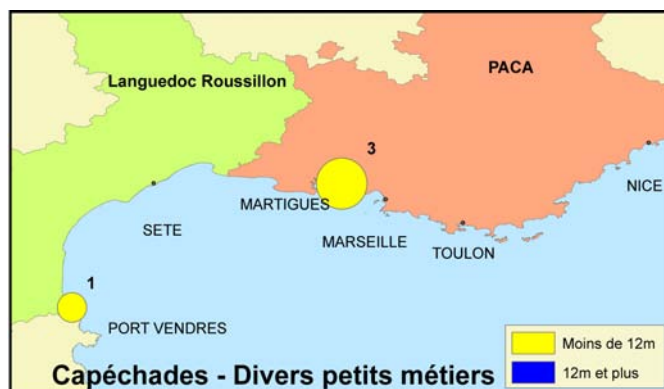 PACA
Languedoc Roussillon
3
NICE
MARTIGUES
SETE
MARSEILLE
TOULON
1
PORT VENDRES
Moins de 12m
12m et plus
Capéchades - Divers petits métiers